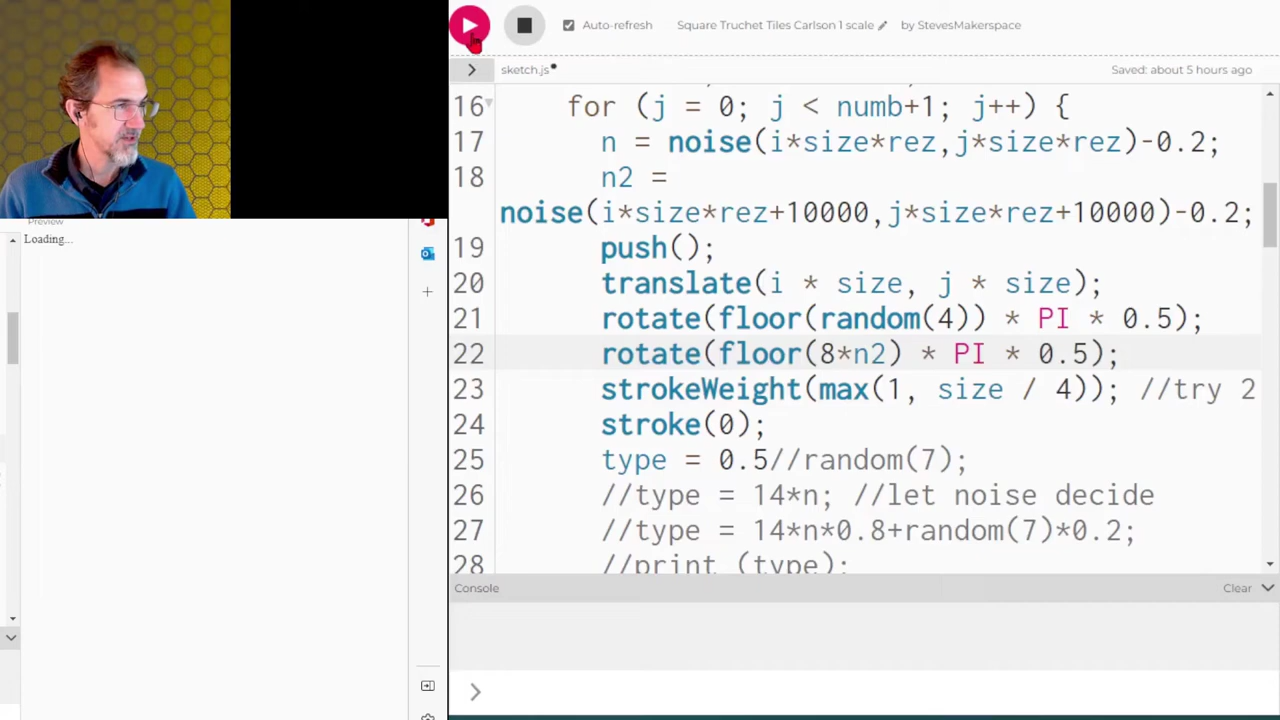 Auto-refresh
Square Truchet Tiles Carlson 1 scale
by StevesMakerspace
sketch.js
Saved: about 5 hours ago
Preview
Loading...
16 for (j = 0; j < numb+1; j++) {
17 n = noise(i*size*rez,j*size*rez)-0.2;
18 n2 =
noise(i*size*rez+10000,j*size*rez+10000)-0.2;
19 push();
20 translate(i * size, j * size);
21 rotate(floor(random(4)) * PI * 0.5);
22 rotate(floor(8*n2) * PI * 0.5);
23 strokeWeight(max(1, size / 4)); //try 2
24 stroke(0);
25 type = 0.5//random(7);
26 //type = 14*n; //let noise decide
27 //type = 14*n*0.8+random(7)*0.2;
28 //print (type);
Console
Clear